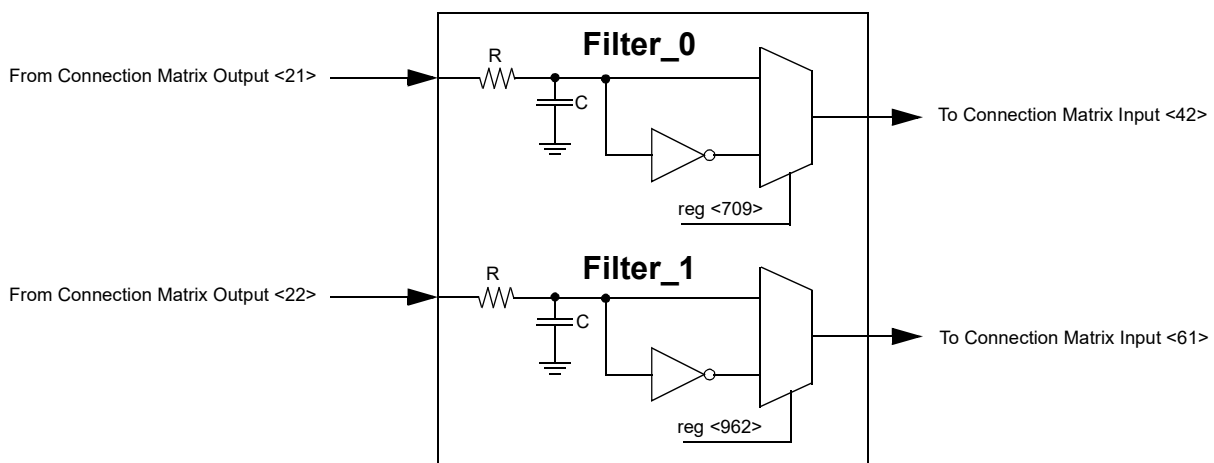 Filter_0
R
From Connection Matrix Output <21>
C
To Connection Matrix Input <42>
reg <709>
Filter_1
R
From Connection Matrix Output <22>
C
To Connection Matrix Input <61>
reg <962>